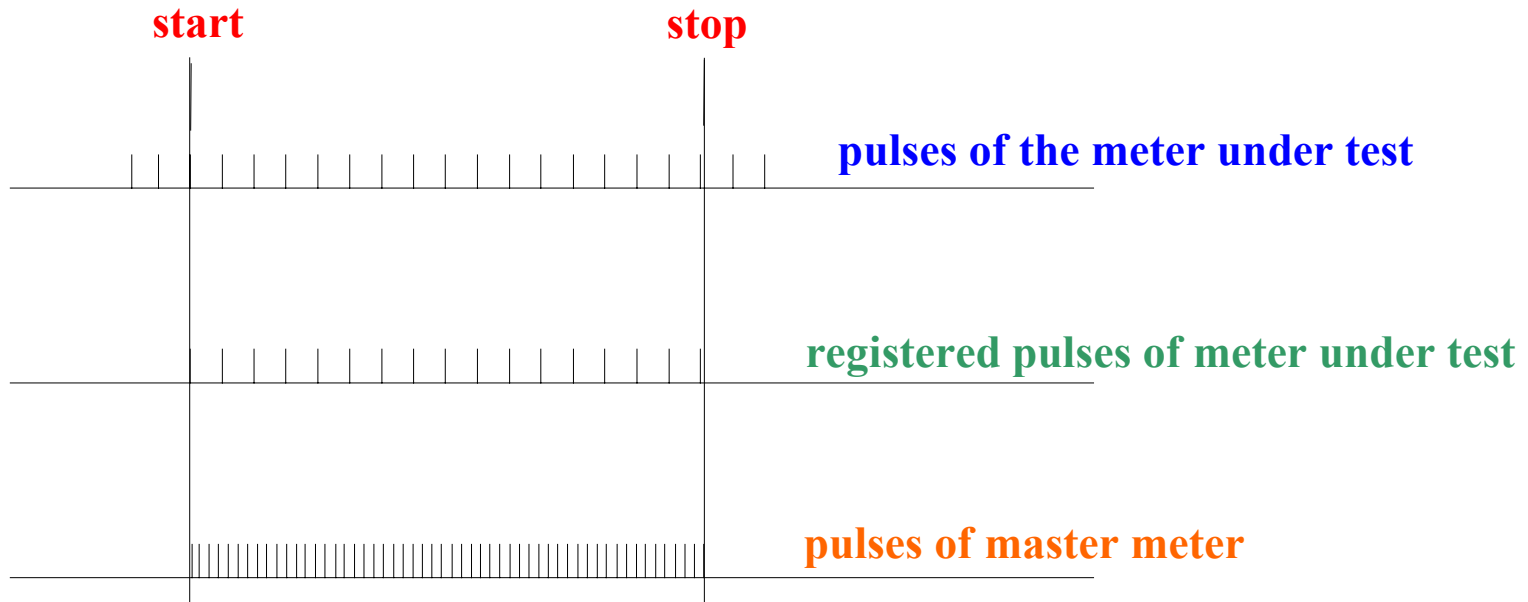 start
stop
pulses of the meter under test
registered pulses of meter under test
pulses of master meter